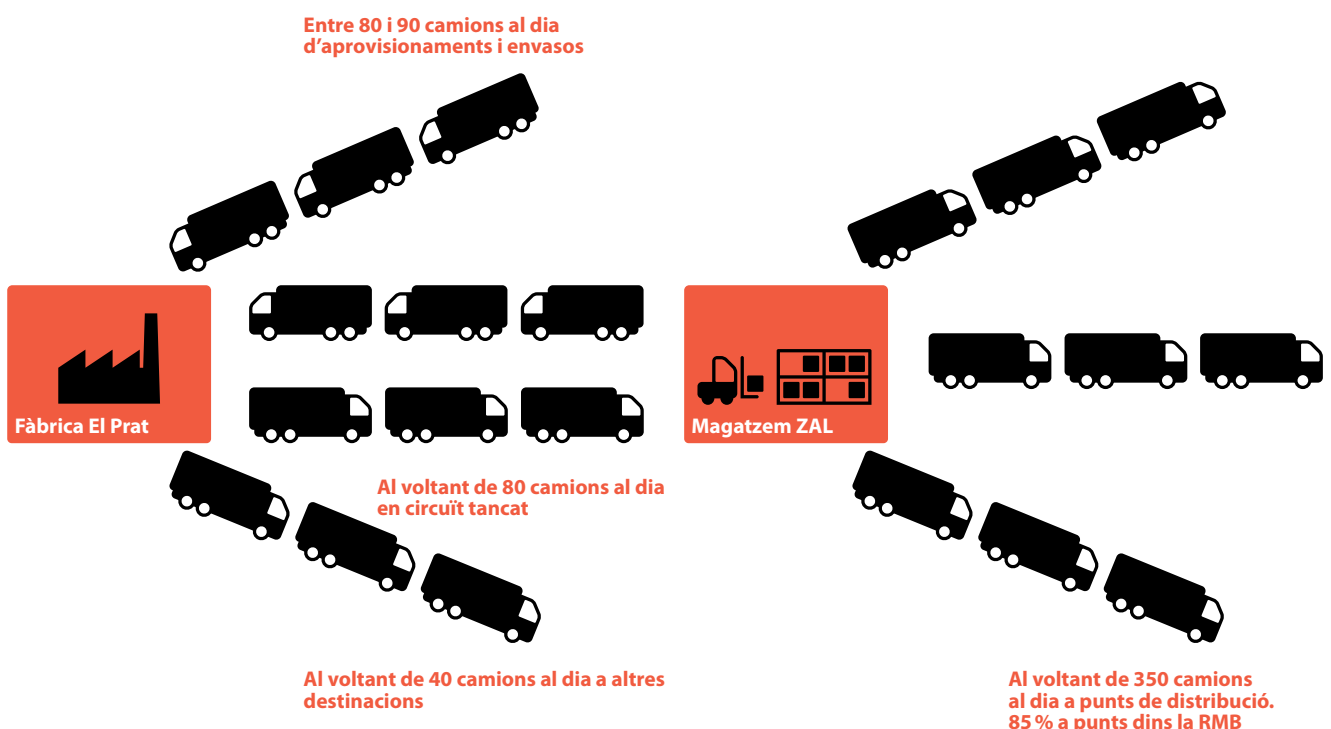 Entre 80 i 90 camions al dia
d’aprovisionaments i envasos
Fàbrica El Prat
Magatzem ZAL
Al voltant de 80 camions al dia
en circuït tancat
Al voltant de 40 camions al dia a altres
destinacions
Al voltant de 350 camions
al dia a punts de distribució.
85 % a punts dins la RMB